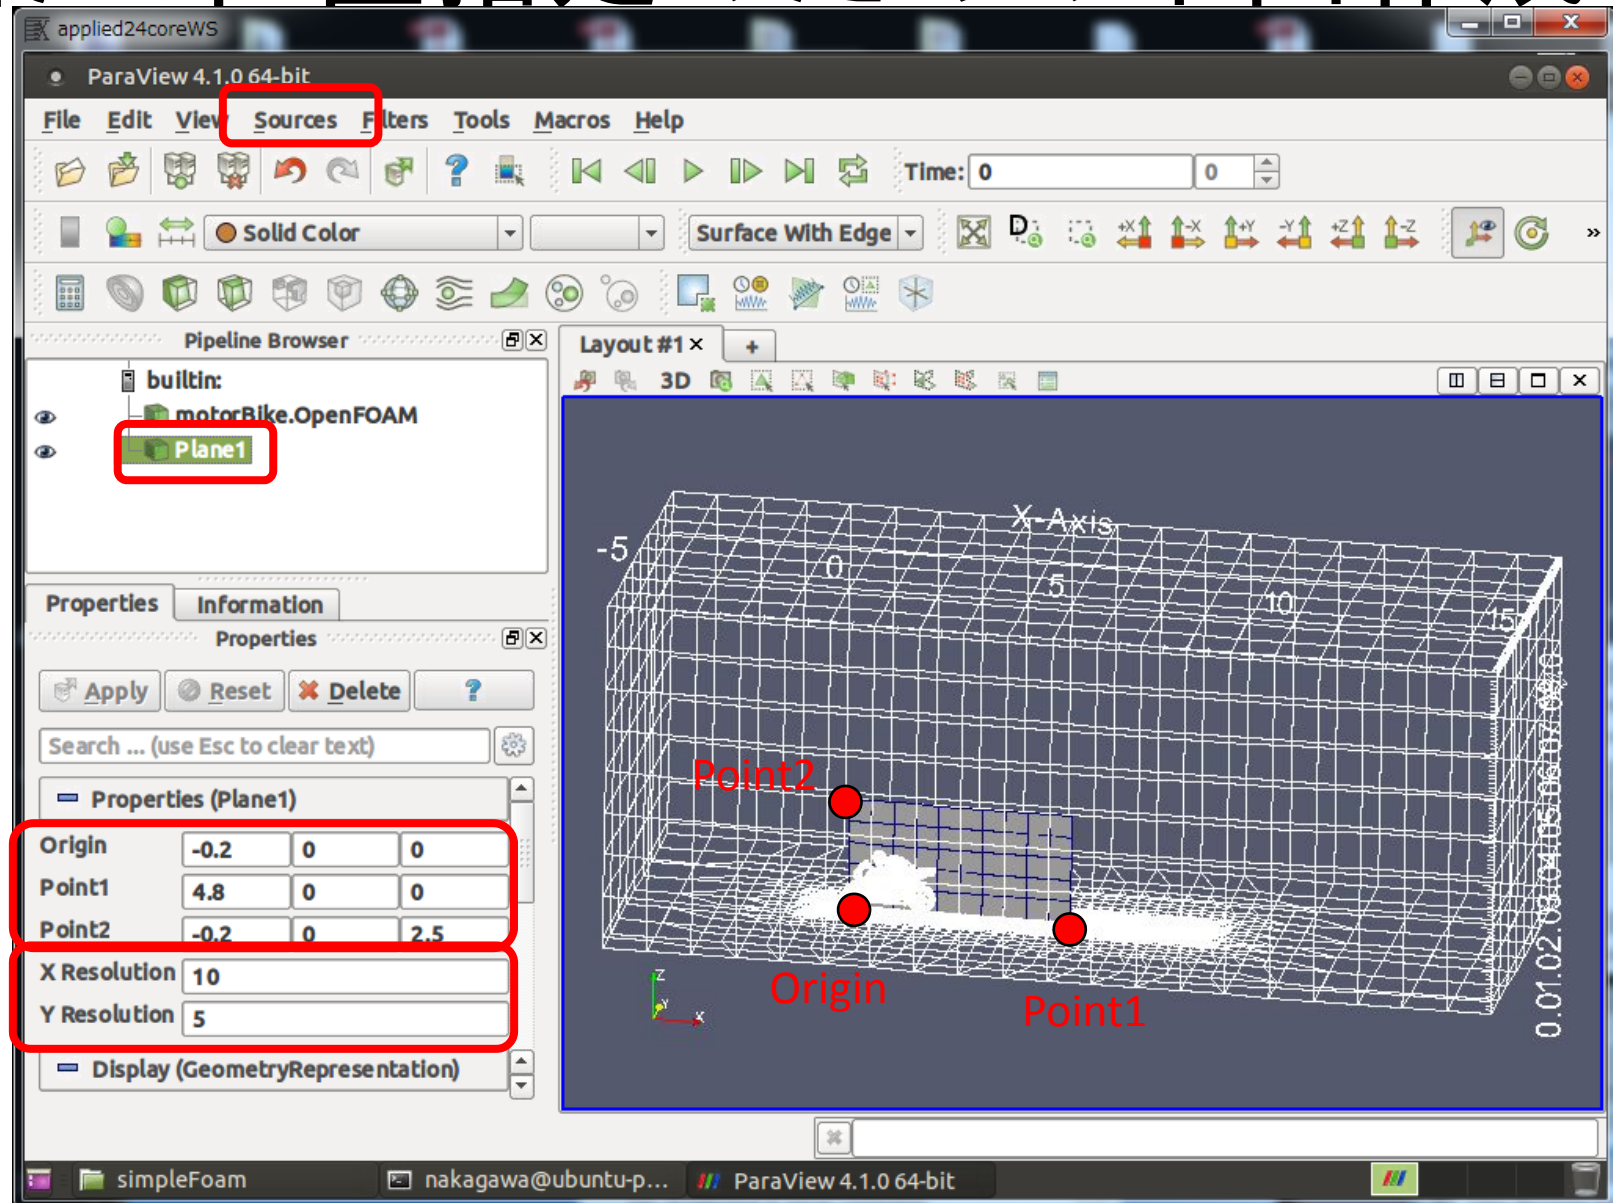 applied24coreWS
ParaView 4.1.0 64-bit
File Edit View Sources Filters Tools Macros Help
Time: 0 0
Solid Color Surface With Edge
+X -X +Y -Y +Z -Z
»
Pipeline Browser
Layout #1 × +
3D
builtin:
motorBike.OpenFOAM
Plane1
Properties Information
Properties
Apply Reset Delete ?
Search ... (use Esc to clear text)
Properties (Plane1)
Origin -0.2 0 0
Point1 4.8 0 0
Point2 -0.2 0 2.5
X Resolution 10
Y Resolution 5
Display (GeometryRepresentation)
X-Axis
-5 0 5 10 15
Point2
Origin
Point1
Z
Y
X
simpleFoam nakagawa@ubuntu-p... ParaView 4.1.0 64-bit